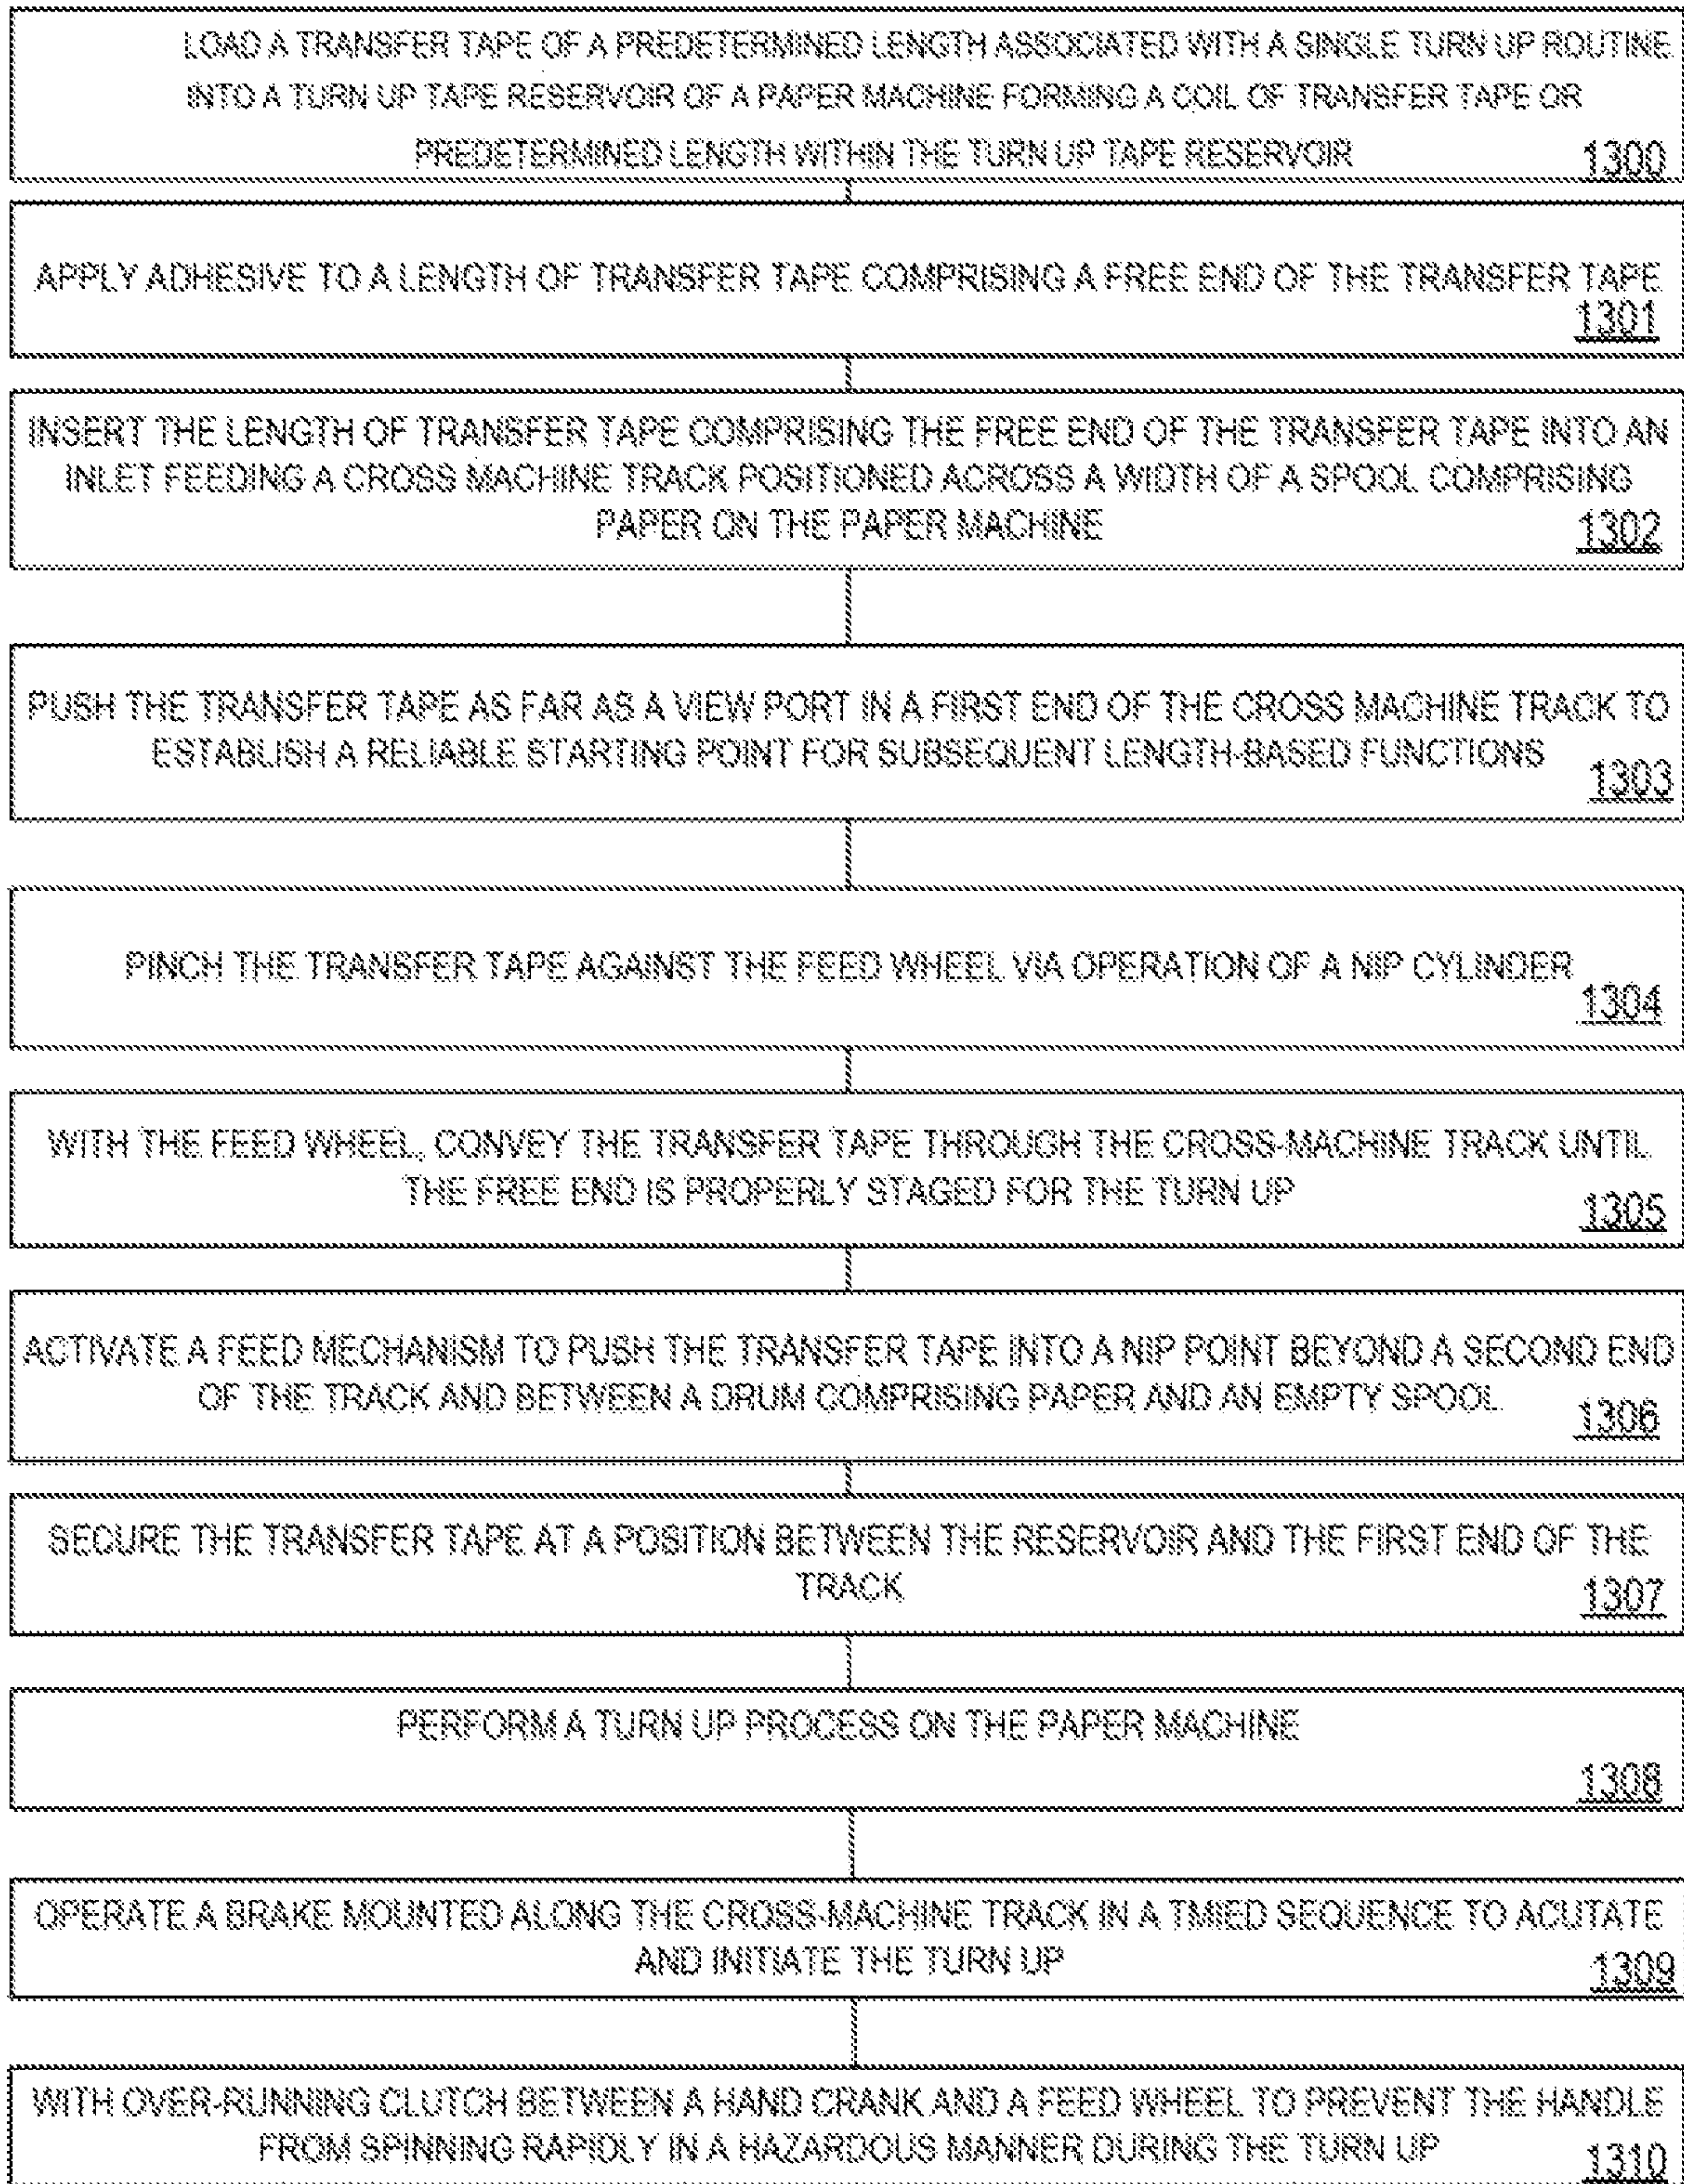 LOAD A TRANSFER TAPE OF A PREDETERMINED LENGTH ASSOCIATED WITH A SINGLE TURN UP ROUTINE
INTO A TURN UP TAPE RESERVOIR OF A PAPER MACHINE FORMING A COIL OF TRANSFER TAPE OR
PREDETERMINED LENGTH WITHIN THE TURN UP TAPE RESERVOIR 1300
APPLY ADHESIVE TO A LENGTH OF TRANSFER TAPE COMPRISING A FREE END OF THE TRANSFER TAPE
1301
INSERT THE LENGTH OF TRANSFER TAPE COMPRISING THE FREE END OF THE TRANSFER TAPE INTO AN
INLET FEEDING A CROSS MACHINE TRACK POSITIONED ACROSS A WIDTH OF A SPOOL COMPRISING
PAPER ON THE PAPER MACHINE 1302
PUSH THE TRANSFER TAPE AS FAR AS A VIEW PORT IN A FIRST END OF THE CROSS MACHINE TRACK TO
ESTABLISH A RELIABLE STARTING POINT FOR SUBSEQUENT LENGTH-BASED FUNCTIONS
1303
PINCH THE TRANSFER TAPE AGAINST THE FEED WHEEL VIA OPERATION OF A NIP CYLINDER
1304
WITH THE FEED WHEEL, CONVEY THE TRANSFER TAPE THROUGH THE CROSS-MACHINE TRACK UNTIL
THE FREE END IS PROPERLY STAGED FOR THE TURN UP
1305
ACTIVATE A FEED MECHANISM TO PUSH THE TRANSFER TAPE INTO A NIP POINT BEYOND A SECOND END
OF THE TRACK AND BETWEEN A DRUM COMPRISING PAPER AND AN EMPTY SPOOL.
1306
SECURE THE TRANSFER TAPE AT A POSITION BETWEEN THE RESERVOIR AND THE FIRST END OF THE
TRACK 1307
PERFORM A TURN UP PROCESS ON THE PAPER MACHINE
1308
OPERATE A BRAKE MOUNTED ALONG THE CROSS-MACHINE TRACK IN A TMIED SEQUENCE TO ACUTATE
AND INITIATE THE TURN UP 1309
WITH OVER-RUNNING CLUTCH BETWEEN A HAND CRANK AND A FEED WHEEL TO PREVENT THE HANDLE
FROM SPINNING RAPIDLY IN A HAZARDOUS MANNER DURING THE TURN UP 1310